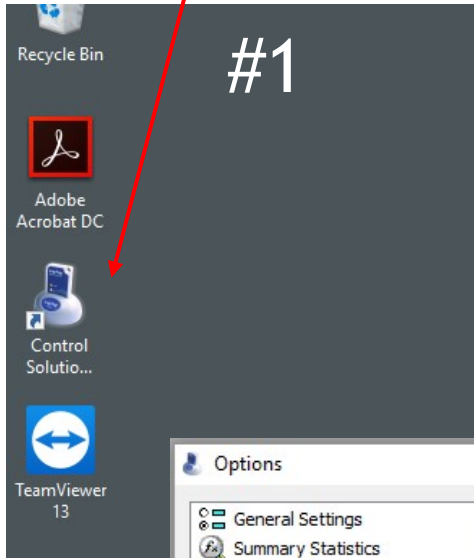 Recycle Bin
#1
Adobe
Acrobat DC
Control
Solutio...
TeamViewer
13
Options
General Settings
Summary Statistics